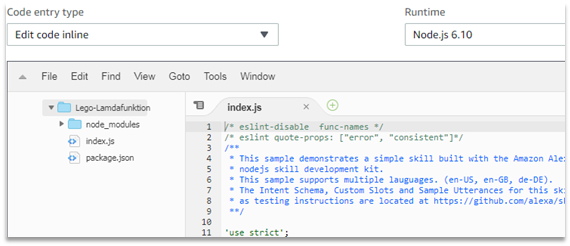 Code entry type
Runtime
Edit code inline
Node.js 6.10
File Edit Find View Goto Tools Window
Lego-Lamdafunktion
node_modules
index.js
package.json
index.js
1 /* eslint-disable func-names */
2 /* eslint quote-props: ["error", "consistent"]*/
3 /**
4 * This sample demonstrates a simple skill built with the Amazon Ale
5 * nodejs skill development kit.
6 * This sample supports multiple lauguages. (en-US, en-GB, de-DE).
7 * The Intent Schema, Custom Slots and Sample Utterances for this ski
8 * as testing instructions are located at https://github.com/alexa/sk
9 **/
10
11 'use strict';